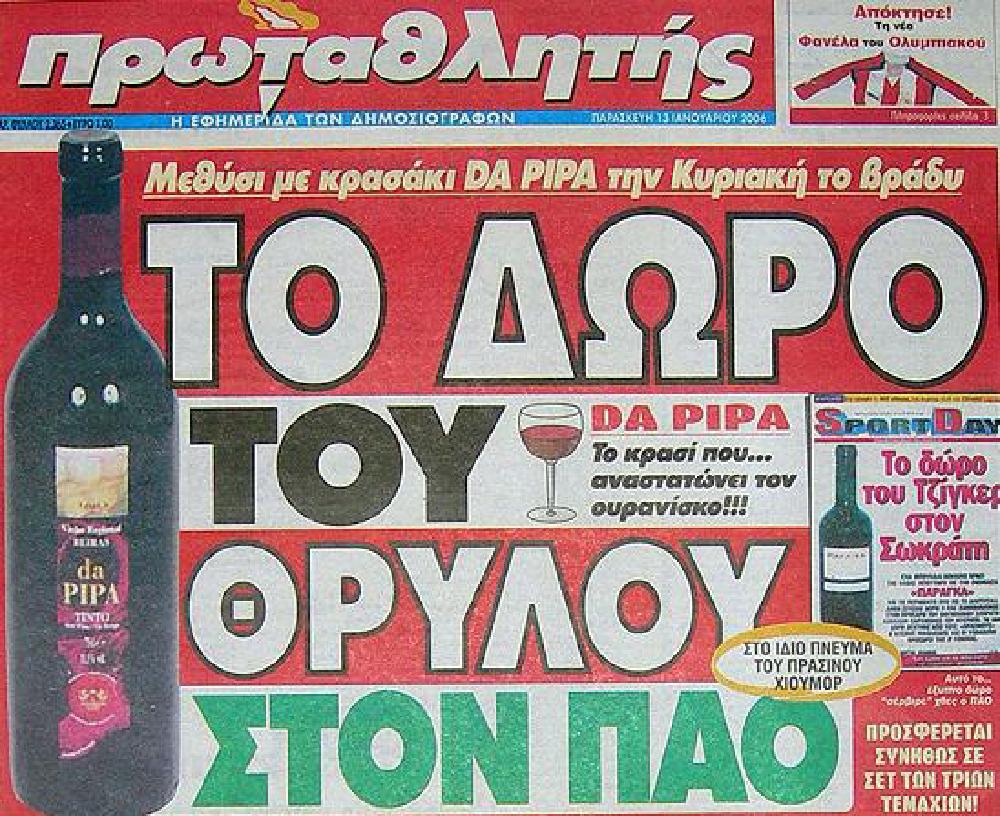 πρωταθλητής
Απόκτησε!
Τη νέα
Φανέλα του Ολυμπιακού
Πληροφορίες σελίδα 3
Η ΕΦΗΜΕΡΙΔΑ ΤΩΝ ΔΗΜΟΣΙΟΓΡΑΦΩΝ
ΠΑΡΑΣΚΕΥΗ 13 ΙΑΝΟΥΑΡΙΟΥ 2006
Μεθύσι με κρασάκι DA PIPA την Κυριακή το βράδυ
ΤΟ ΔΩΡΟ
ΤΟΥ
DA PIPA
Το κρασί που...
αναστατώνει τον
ουρανίσκο!!!
ΘΡΥΛΟΥ
ΣΤΟΝ ΠΑΟ
SPORTDAY
Το δώρο
του Τζίγκερ
στον
Σωκράτη
«ΠΑΡΑΓΚΑ»
ΣΤΟ ΙΔΙΟ ΠΝΕΥΜΑ
ΤΟΥ ΠΡΑΣΙΝΟΥ
ΧΙΟΥΜΟΡ
Αυτό το...
έξυπνο δώρο
"σέρβιρε" χθες ο ΠΑΟ
ΠΡΟΣΦΕΡΕΤΑΙ
ΣΥΝΗΘΩΣ ΣΕ
ΣΕΤ ΤΩΝ ΤΡΙΩΝ
ΤΕΜΑΧΙΩΝ!
Vinho Regional
BEIRAS
da
PIPA
TINTO